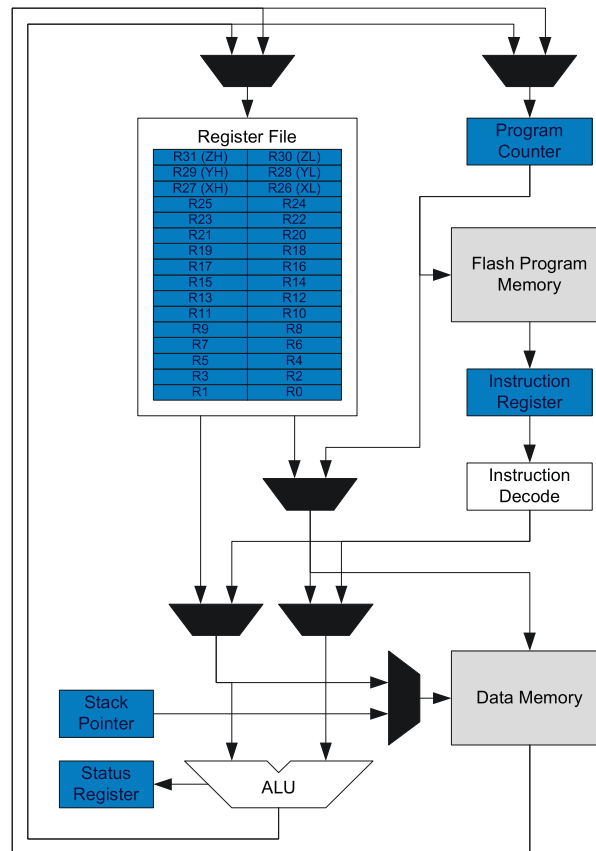 Register File
R31 (ZH) R30 (ZL)
R29 (YH) R28 (YL)
R27 (XH) R26 (XL)
R25 R24
R23 R22
R21 R20
R19 R18
R17 R16
R15 R14
R13 R12
R11 R10
R9 R8
R7 R6
R5 R4
R3 R2
R1 R0
Program
Counter
Flash Program
Memory
Instruction
Register
Instruction
Decode
Stack
Pointer
Data Memory
Status
Register
ALU